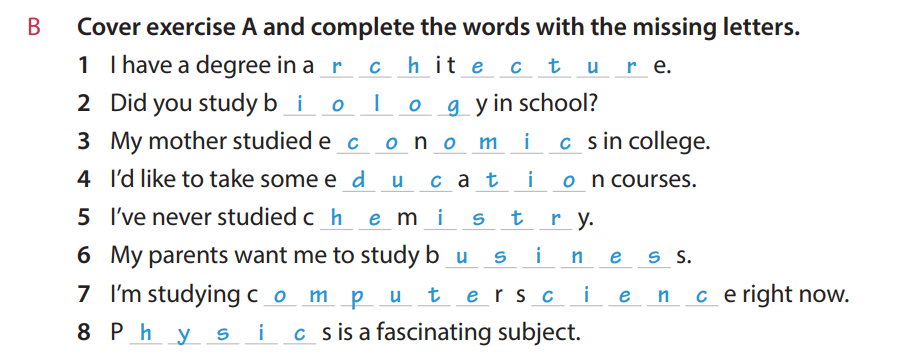 B Cover exercise A and complete the words with the missing letters.
1 I have a degree in a r c h i t e c t u r e.
2 Did you study b i o l o g y in school?
3 My mother studied e c o n o m i c s in college.
4 I'd like to take some e d u c a t i o n courses.
5 I've never studied c h e m i s t r y.
6 My parents want me to study b u s i n e s s.
7 I'm studying c o m p u t e r s c i e n c e right now.
8 P h y s i c s is a fascinating subject.